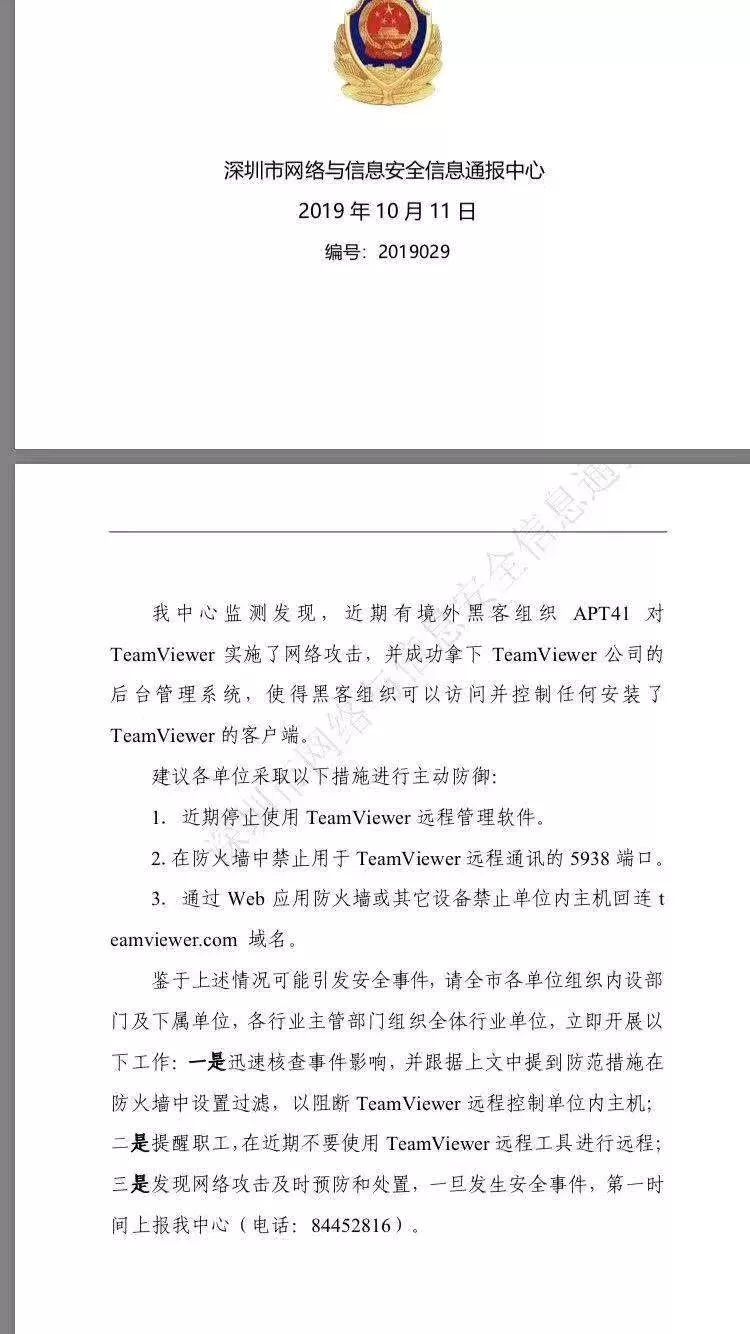 深圳市网络与信息安全信息通报中心
2019 年 10 月 11 日
编号：2019029
深圳市网络与信息安全信息通
我中心监测发现，近期有境外黑客组织 APT41 对
TeamViewer 实施了网络攻击，并成功拿下 TeamViewer 公司的
后台管理系统，使得黑客组织可以访问并控制任何安装了
TeamViewer 的客户端。
建议各单位采取以下措施进行主动防御：
1. 近期停止使用 TeamViewer 远程管理软件。
2. 在防火墙中禁止用于 TeamViewer 远程通讯的 5938 端口。
3. 通过 Web 应用防火墙或其它设备禁止单位内主机回连 t
eamviewer.com 域名。
鉴于上述情况可能引发安全事件，请全市各单位组织内设部
门及下属单位，各行业主管部门组织全体行业单位，立即开展以
下工作：一是迅速核查事件影响，并跟据上文中提到防范措施在
防火墙中设置过滤，以阻断 TeamViewer 远程控制单位内主机；
二是提醒职工，在近期不要使用 TeamViewer 远程工具进行远程；
三是发现网络攻击及时预防和处置，一旦发生安全事件，第一时
间上报我中心（电话：84452816）。